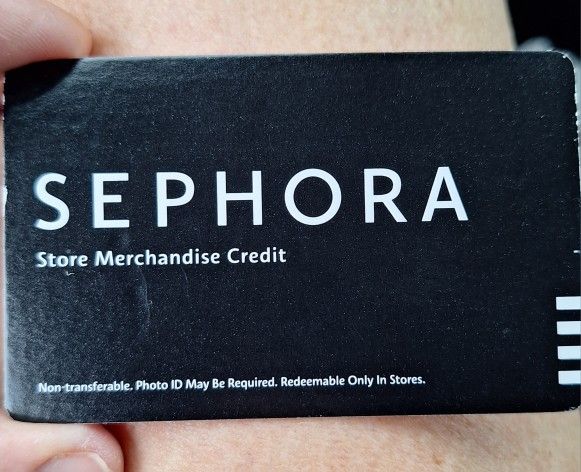 SEPHORA
Store Merchandise Credit
Non-transferable. Photo ID May Be Required. Redeemable Only In Stores.